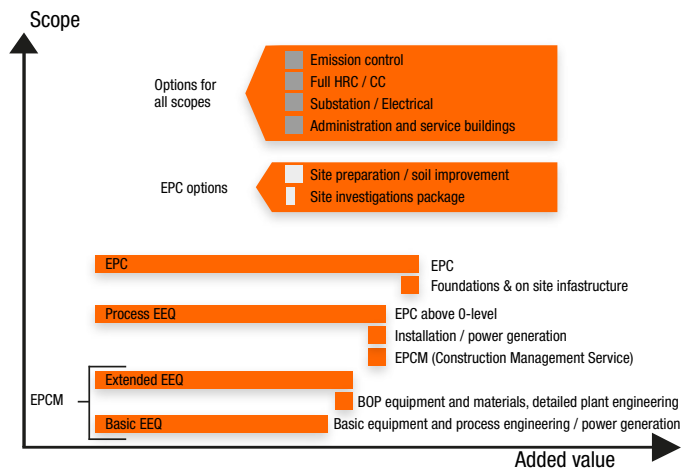 Scope
Options for
all scopes
Emission control
Full HRC / CC
Substation / Electrical
Administration and service buildings
EPC options
Site preparation / soil improvement
Site investigations package
EPC
EPC
Foundations & on site infastructure
Process EEQ
EPC above 0-level
Installation / power generation
EPCM (Construction Management Service)
EPCM
Extended EEQ
BOP equipment and materials, detailed plant engineering
Basic EEQ
Basic equipment and process engineering / power generation
Added value